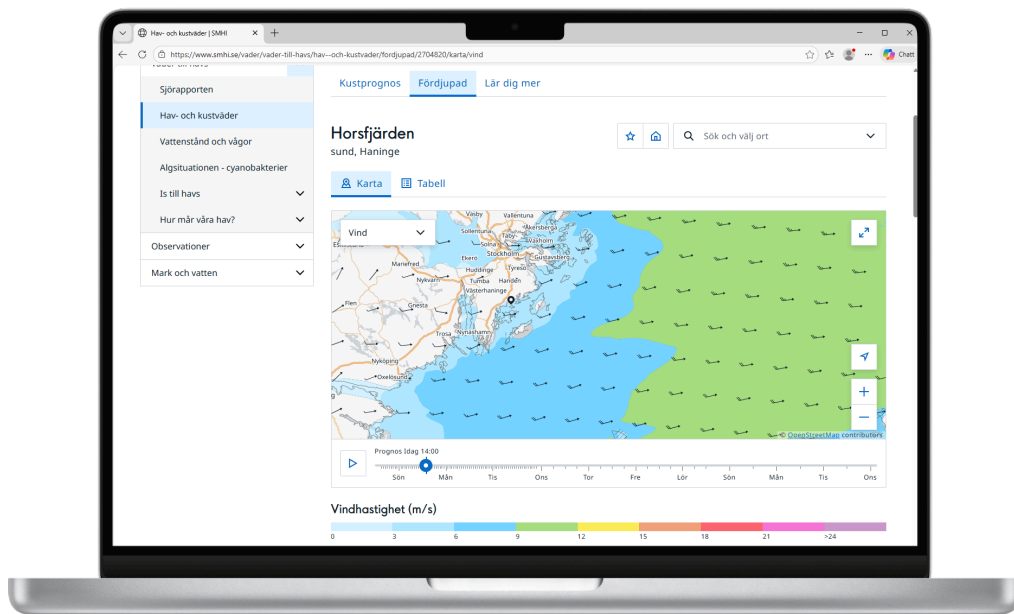 Hav- och kustväder | SMHI
https://www.smhi.se/vader/vader-till-havs/hav--och-kustvader/fordjupad/2704820/karta/vind
Chatt
Sjörapporten
Hav- och kustväder
Vattenstånd och vågor
Algsituationen - cyanobakterier
Is till havs
Hur mår våra hav?
Observationer
Mark och vatten
Kustprognos Fördjupad Lär dig mer
Horsfjärden
sund, Haninge
Sök och välj ort
Karta Tabell
Vind
Väsby Vallentuna
Sollentuna Täby Åkersberga
Solna Vaxholm
Stockholm
Ekerö Gustavsberg
Mariefred Huddinge Tyresö
Nykvarn Tumba Handen
Västerhaninge
Flen Gnesta
Trosa Nynäshamn
Nyköping
Oxelösund
© OpenStreetMap contributors
Prognos Idag 14:00
Sön Mån Tis Ons Tor Fre Lör Sön Mån Tis Ons
Vindhastighet (m/s)
0 3 6 9 12 15 18 21 >24